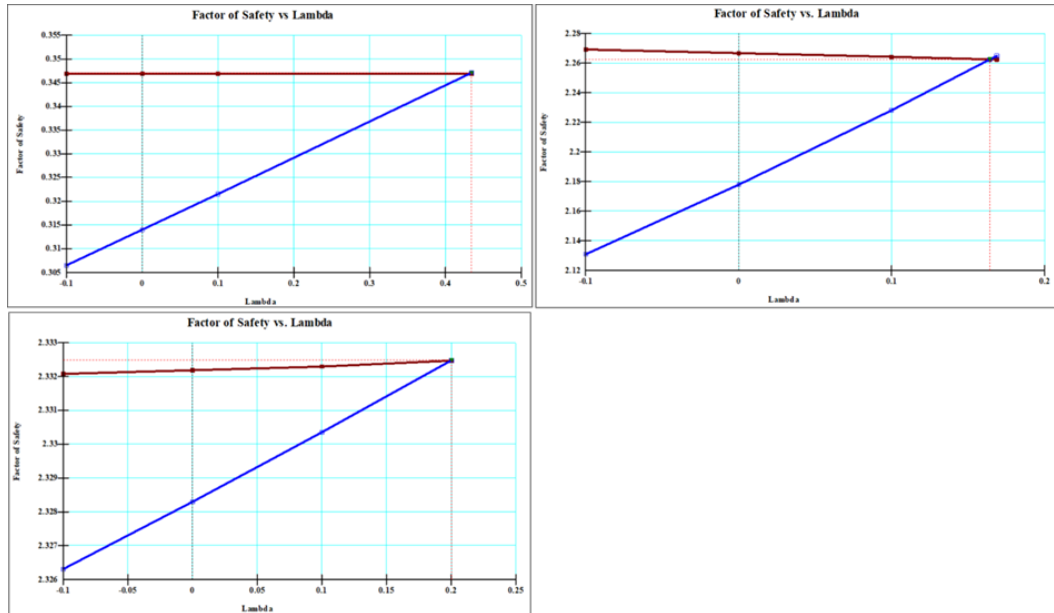 Factor of Safety vs Lambda
0.355
0.35
0.345
0.34
0.335
0.33
0.325
0.32
0.315
0.31
0.305
Factor of Safety
-0.1 0 0.1 0.2 0.3 0.4 0.5
Lambda
Factor of Safety vs. Lambda
2.28
2.26
2.24
2.22
2.2
2.18
2.16
2.14
2.12
Factor of Safety
-0.1 0 0.1 0.2
Lambda
Factor of Safety vs. Lambda
2.333
2.332
2.331
2.33
2.329
2.328
2.327
2.326
Factor of Safety
-0.1 -0.05 0 0.05 0.1 0.15 0.2 0.25
Lambda